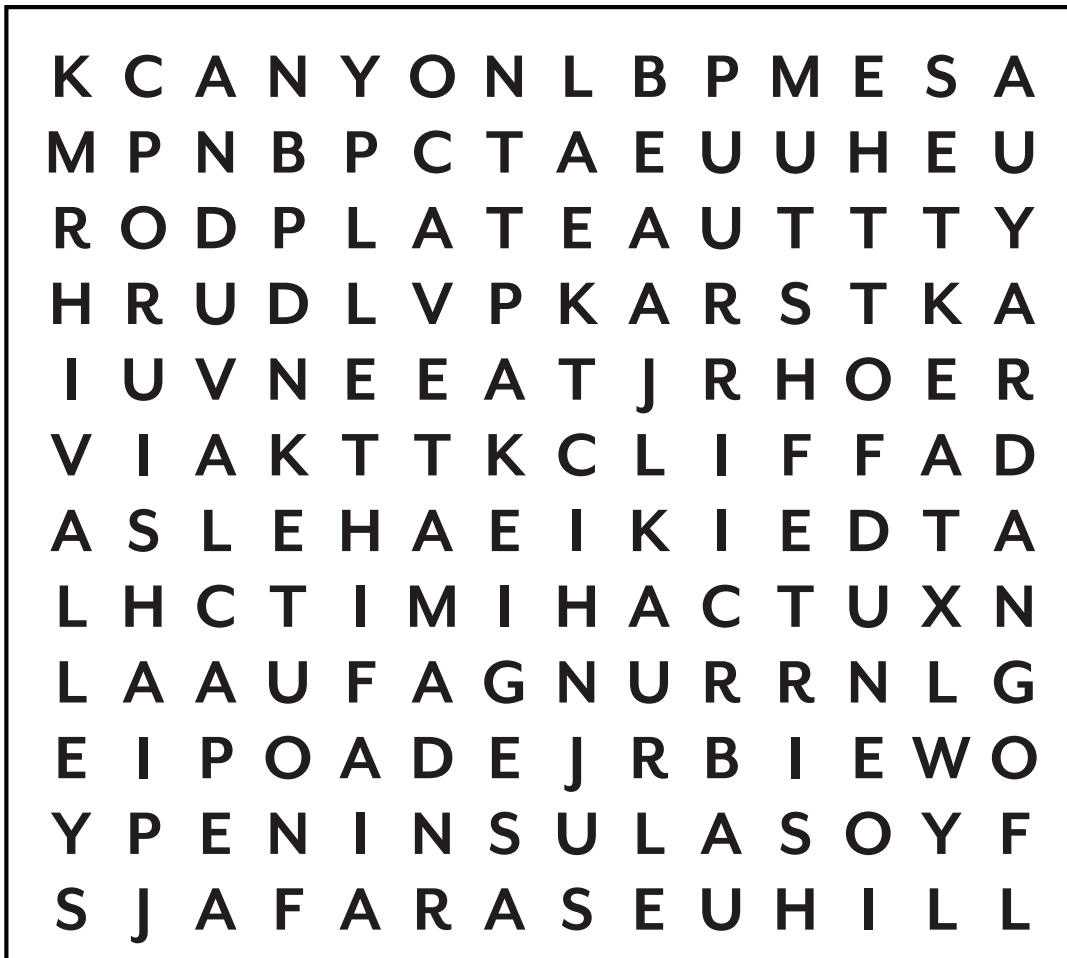 K C A N Y O N L B P M E S A
M P N B P C T A E U U H E U
R O D P L A T E A U T T T Y
H R U D L V P K A R S T K A
I U V N E E A T J R H O E R
V I A K T T K C L I F F A D
A S L E H A E I K I E D T A
L H C T I M I H A C T U X N
L A A U F A G N U R R N L G
E I P O A D E J R B I E W O
Y P E N I N S U L A S O Y F
S J A F A R A S E U H I L L